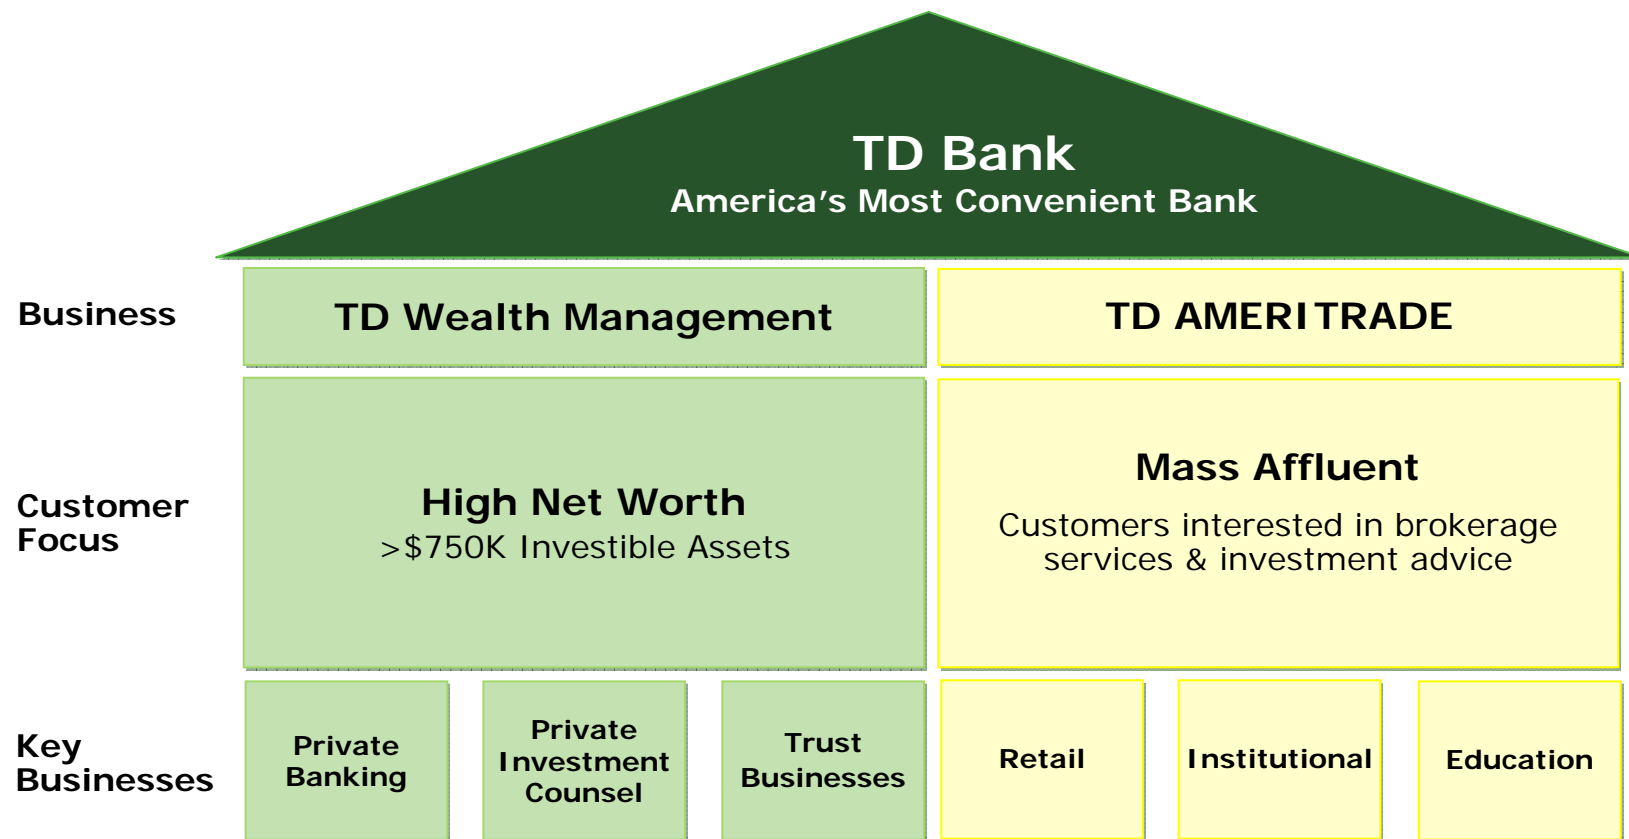 TD Bank
America's Most Convenient Bank
Business
TD Wealth Management
TD AMERITRADE
Customer
Focus
High Net Worth
>$750K Investible Assets
Mass Affluent
Customers interested in brokerage
services & investment advice
Key
Businesses
Private
Banking
Private
Investment
Counsel
Trust
Businesses
Retail
Institutional
Education